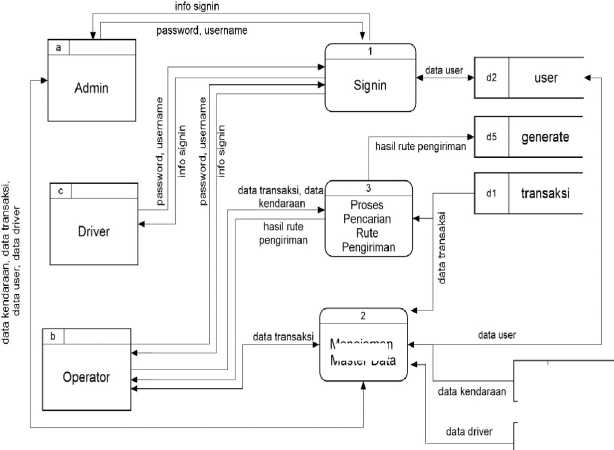 info signin
password, username
a
Admin
1
Signin
data user
d2
user
d5
generate
hasil rute pengiriman
password, username
info signin
password, username
info signin
c
Driver
data transaksi, data
kendaraan
hasil rute
pengiriman
3
Proses
Pencarian
Rute
Pengiriman
d1
transaksi
data transaksi
data kendaraan, data transaksi,
data user, data driver
b
Operator
data transaksi
2
Manajemen
Master Data
data user
data kendaraan
data driver